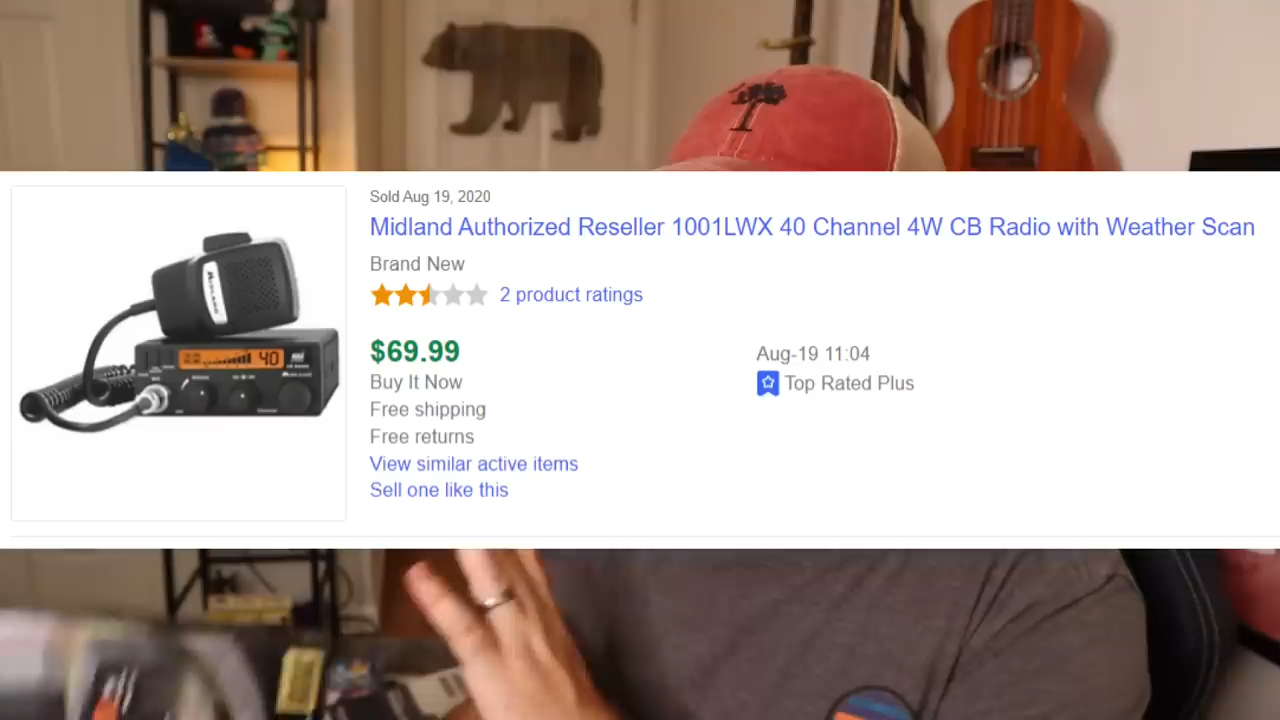 Sold Aug 19, 2020
Midland Authorized Reseller 1001LWX 40 Channel 4W CB Radio with Weather Scan
Brand New
2 product ratings
$69.99
Aug-19 11:04
Buy It Now
Top Rated Plus
Free shipping
Free returns
View similar active items
Sell one like this
MIDLAND
40